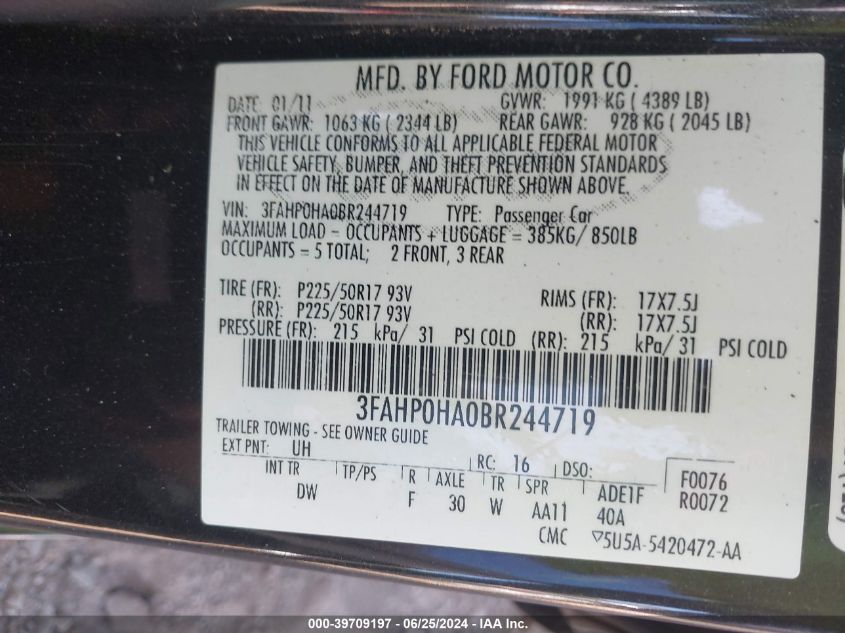 MFD. BY FORD MOTOR CO.
DATE: 01/11 GVWR: 1991 KG ( 4389 LB)
FRONT GAWR: 1063 KG ( 2344 LB) REAR GAWR: 928 KG ( 2045 LB)
THIS VEHICLE CONFORMS TO ALL APPLICABLE FEDERAL MOTOR
VEHICLE SAFETY, BUMPER, AND THEFT PREVENTION STANDARDS
IN EFFECT ON THE DATE OF MANUFACTURE SHOWN ABOVE.
VIN: 3FAHP0HA0BR244719 TYPE: Passenger Car
MAXIMUM LOAD - OCCUPANTS + LUGGAGE = 385KG/ 850LB
OCCUPANTS = 5 TOTAL; 2 FRONT, 3 REAR
TIRE (FR): P225/50R17 93V RIMS (FR): 17X7.5J
(RR): P225/50R17 93V (RR): 17X7.5J
PRESSURE (FR): 215 kPa/ 31 PSI COLD (RR): 215 kPa/ 31 PSI COLD
3FAHP0HA0BR244719
TRAILER TOWING - SEE OWNER GUIDE
EXT PNT: UH RC: 16 DSO: F0076
INT TR TP/PS R AXLE TR SPR ADE1F R0072
DW F 30 W AA11 40A
CMC ▽5U5A-5420472-AA
000-39709197 - 06/25/2024 - IAA Inc.